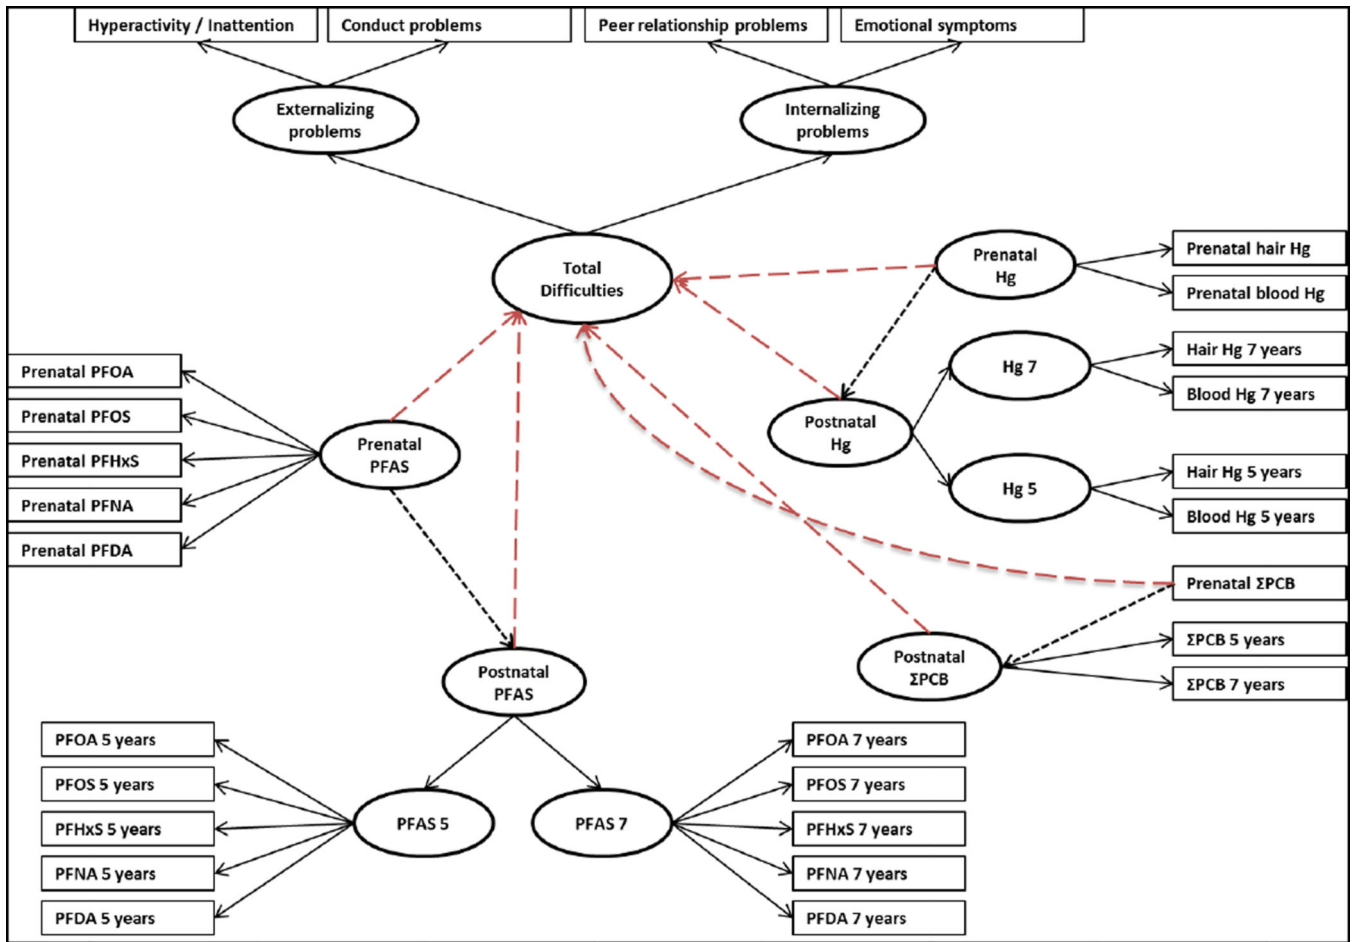 Hyperactivity / Inattention
Conduct problems
Peer relationship problems
Emotional symptoms
Externalizing
problems
Internalizing
problems
Total
Difficulties
Prenatal
Hg
Prenatal hair Hg
Prenatal blood Hg
Hg 7
Hair Hg 7 years
Blood Hg 7 years
Postnatal
Hg
Hg 5
Hair Hg 5 years
Blood Hg 5 years
Prenatal PFOA
Prenatal PFOS
Prenatal PFHxS
Prenatal PFNA
Prenatal PFDA
Prenatal
PFAS
Prenatal ΣPCB
Postnatal
ΣPCB
ΣPCB 5 years
ΣPCB 7 years
Postnatal
PFAS
PFOA 5 years
PFOS 5 years
PFHxS 5 years
PFNA 5 years
PFDA 5 years
PFAS 5
PFAS 7
PFOA 7 years
PFOS 7 years
PFHxS 7 years
PFNA 7 years
PFDA 7 years